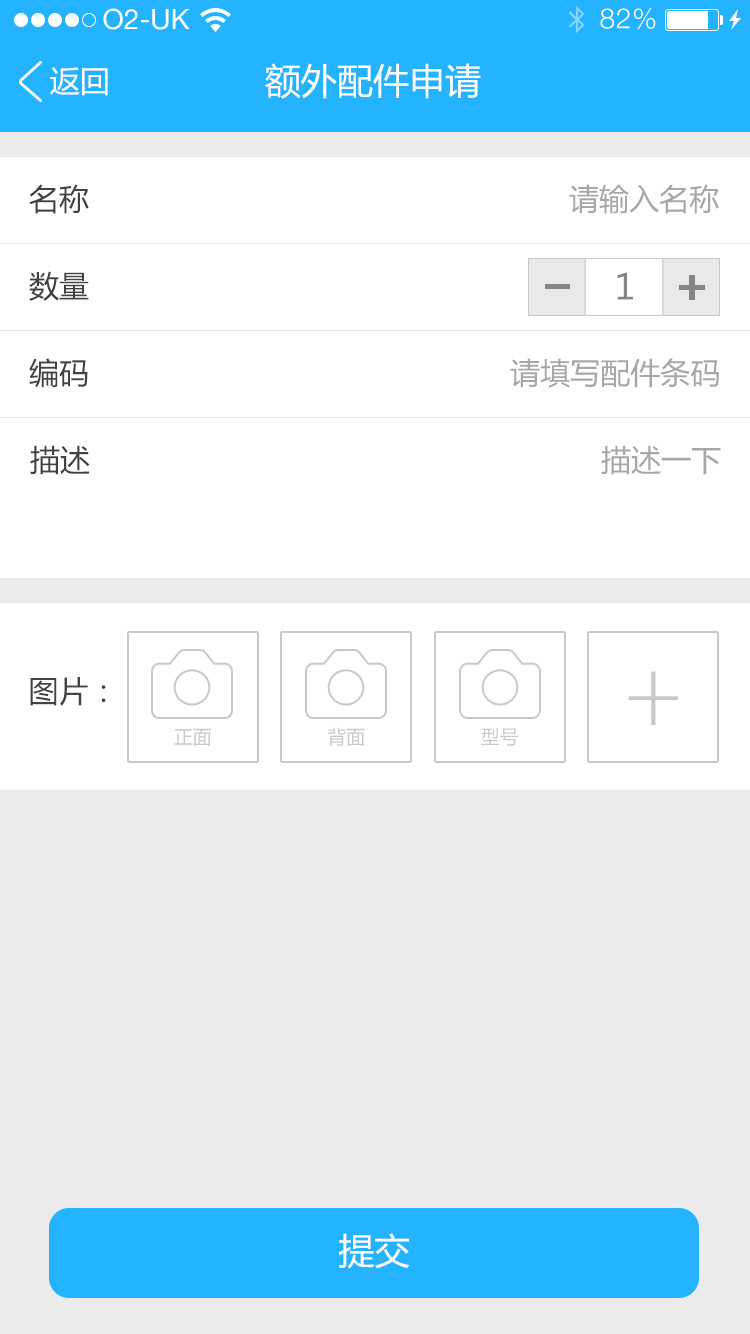 O2-UK 82%
返回 额外配件申请
名称 请输入名称
数量 1
编码 请填写配件条码
描述 描述一下
图片：
正面 背面 型号
提交